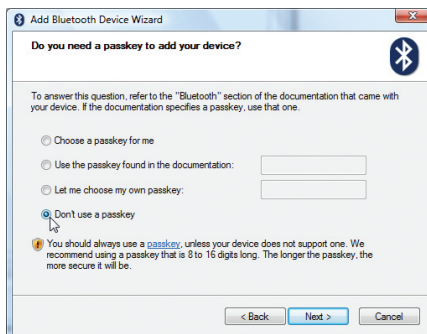 Add Bluetooth Device Wizard
Do you need a passkey to add your device?
To answer this question, refer to the "Bluetooth" section of the documentation that came with
your device. If the documentation specifies a passkey, use that one.
Choose a passkey for me
Use the passkey found in the documentation:
Let me choose my own passkey:
Don't use a passkey
You should always use a passkey, unless your device does not support one. We
recommend using a passkey that is 8 to 16 digits long. The longer the passkey, the
more secure it will be.
< Back Next > Cancel